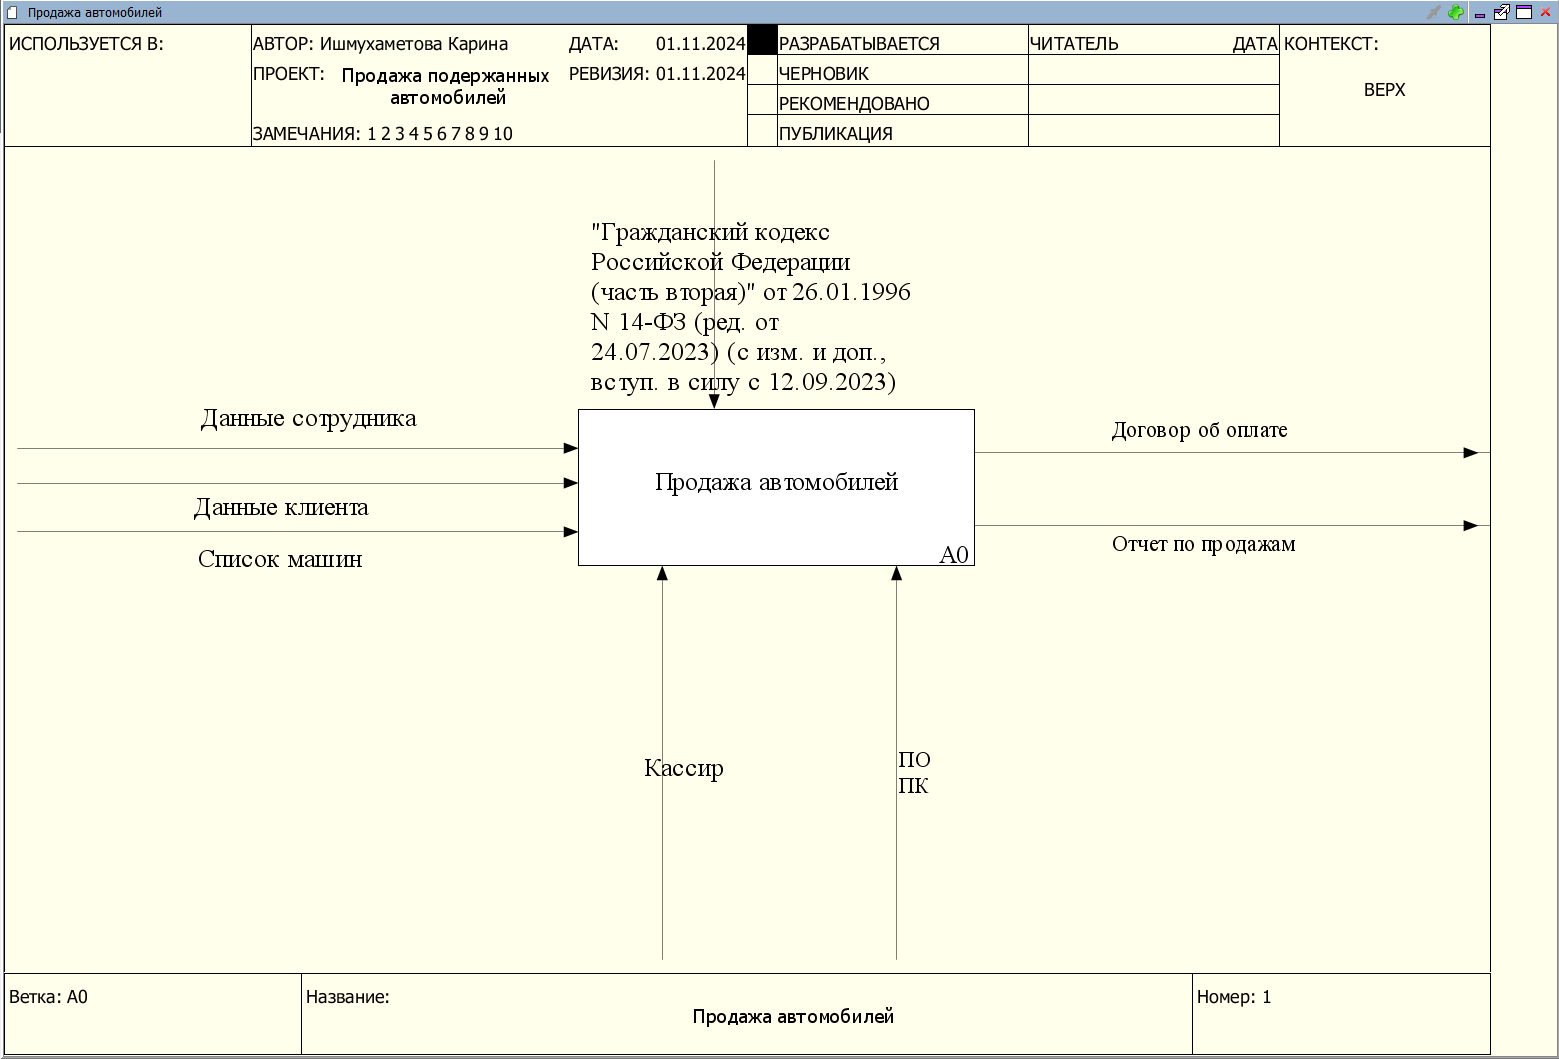 Продажа автомобилей
ИСПОЛЬЗУЕТСЯ В:
АВТОР: Ишмухаметова Карина
ДАТА: 01.11.2024
ПРОЕКТ: Продажа подержанных
автомобилей
РЕВИЗИЯ: 01.11.2024
ЗАМЕЧАНИЯ: 1 2 3 4 5 6 7 8 9 10
РАЗРАБАТЫВАЕТСЯ
ЧЕРНОВИК
РЕКОМЕНДОВАНО
ПУБЛИКАЦИЯ
ЧИТАТЕЛЬ
ДАТА
КОНТЕКСТ:
ВЕРХ
"Гражданский кодекс
Российской Федерации
(часть вторая)" от 26.01.1996
N 14-ФЗ (ред. от
24.07.2023) (с изм. и доп.,
вступ. в силу с 12.09.2023)
Данные сотрудника
Данные клиента
Список машин
Продажа автомобилей
A0
Договор об оплате
Отчет по продажам
Кассир
ПО
ПК
Ветка: A0
Название:
Продажа автомобилей
Номер: 1